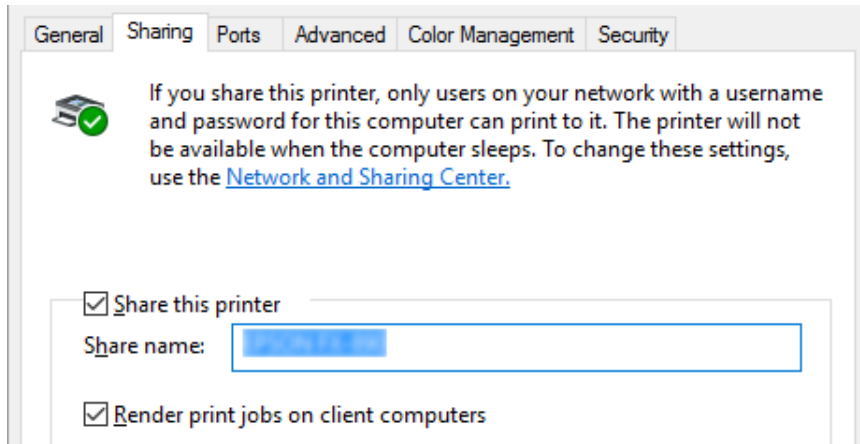 General Sharing Ports Advanced Color Management Security
If you share this printer, only users on your network with a username
and password for this computer can print to it. The printer will not
be available when the computer sleeps. To change these settings,
use the Network and Sharing Center.
Share this printer
Share name:
Render print jobs on client computers